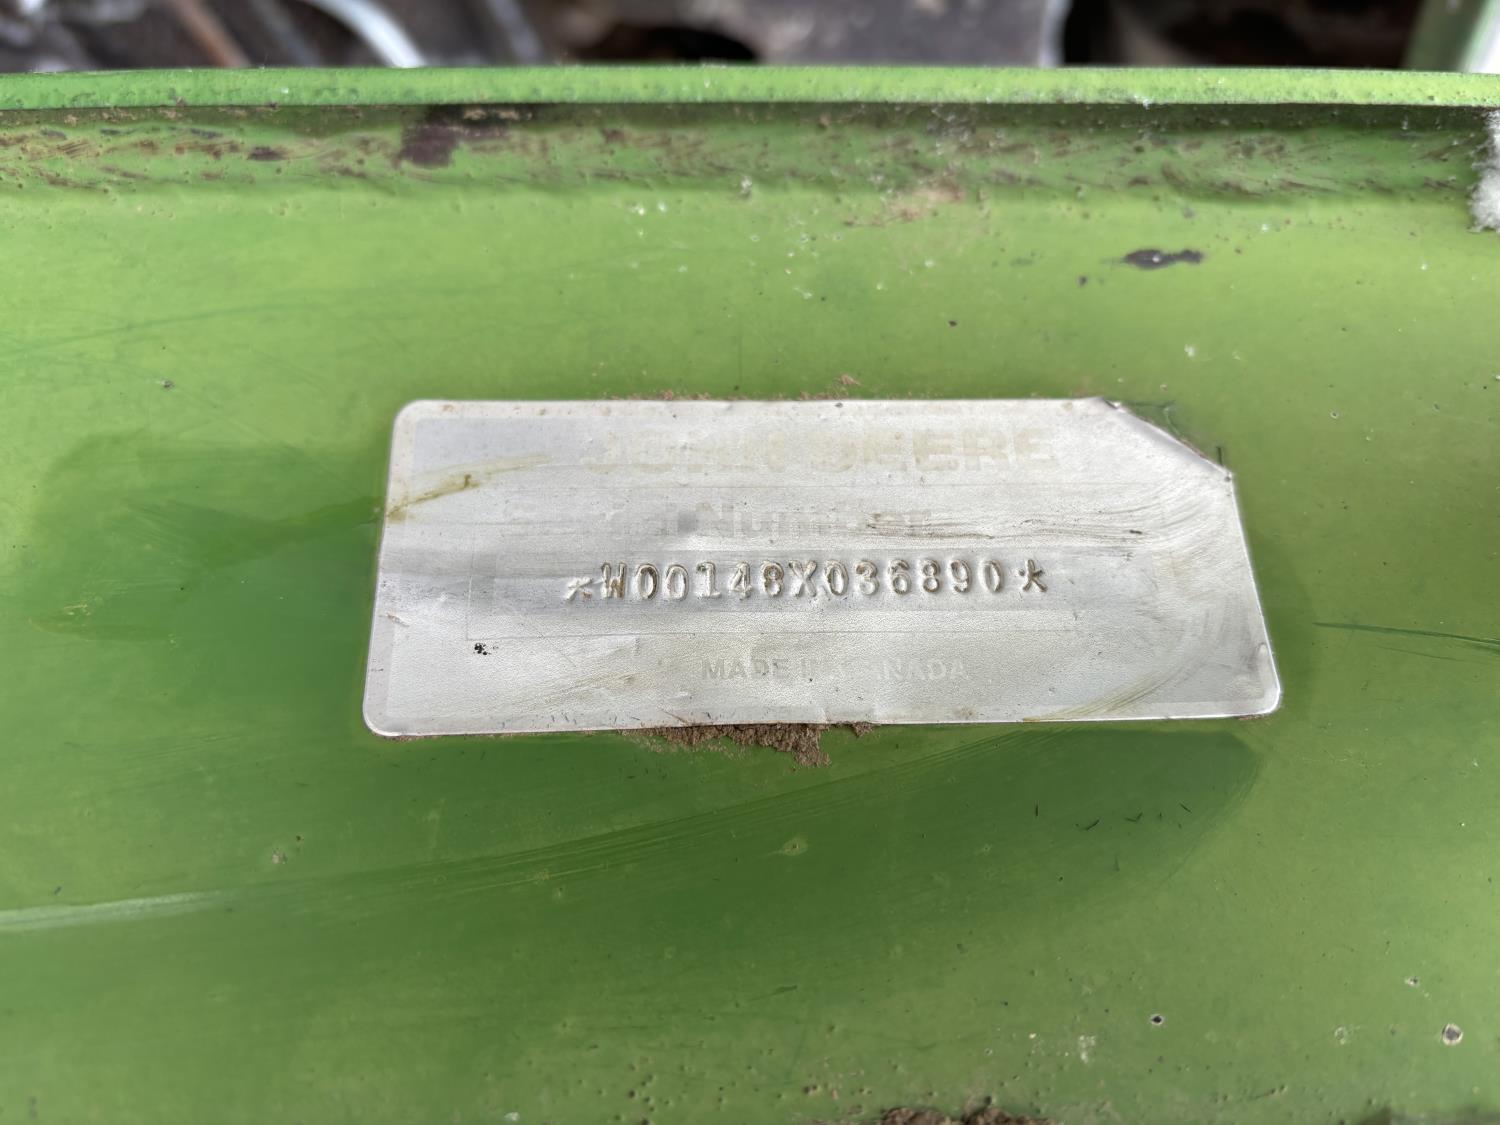 JOHN DEERE
Serial Number
*W00148X036890*
MADE IN CANADA